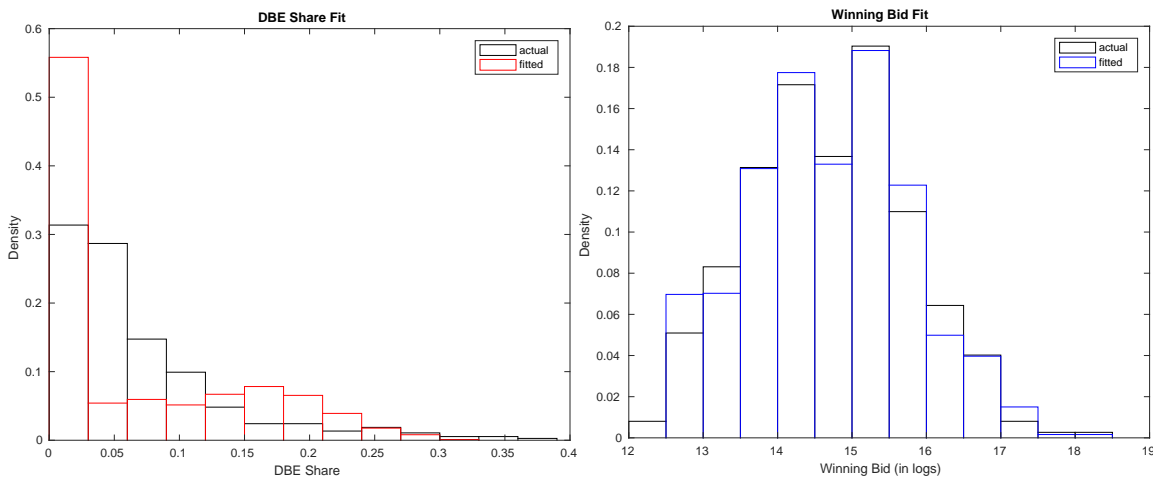 DBE Share Fit
0.6
0.5
0.4
0.3
0.2
0.1
0
Density
actual
fitted
0 0.05 0.1 0.15 0.2 0.25 0.3 0.35 0.4
DBE Share
Winning Bid Fit
0.2
0.18
0.16
0.14
0.12
0.1
0.08
0.06
0.04
0.02
0
Density
actual
fitted
12 13 14 15 16 17 18 19
Winning Bid (in logs)